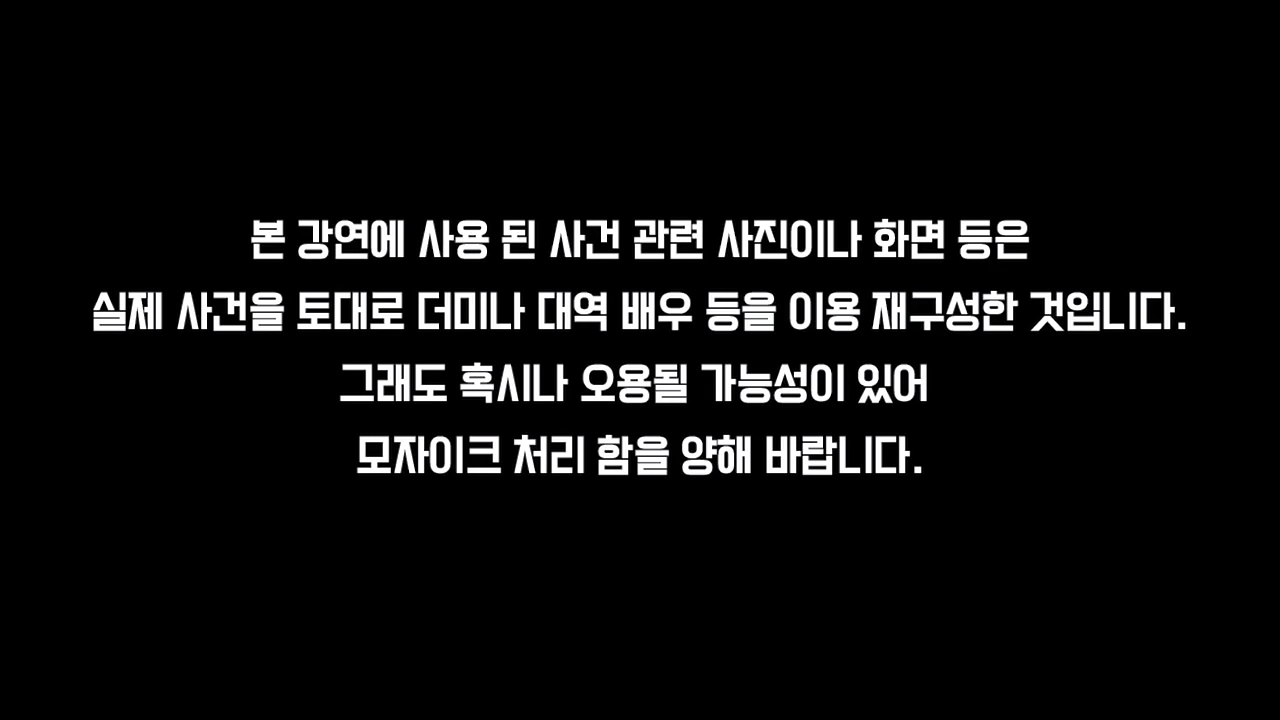 본 강연에 사용 된 사건 관련 사진이나 화면 등은
실제 사건을 토대로 더미나 대역 배우 등을 이용 재구성한 것입니다.
그래도 혹시나 오용될 가능성이 있어
모자이크 처리 함을 양해 바랍니다.